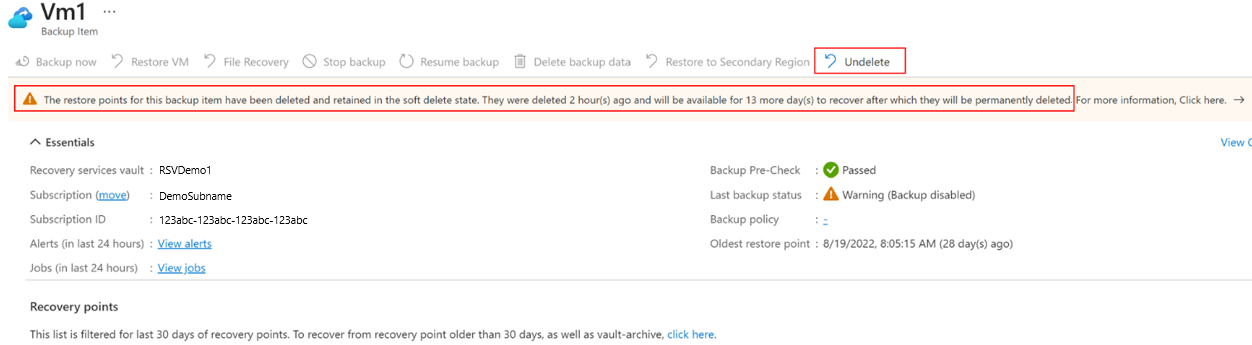 Vm1 ...
Backup Item
Backup now Restore VM File Recovery Stop backup Resume backup Delete backup data Restore to Secondary Region Undelete
The restore points for this backup item have been deleted and retained in the soft delete state. They were deleted 2 hour(s) ago and will be available for 13 more day(s) to recover after which they will be permanently deleted. For more information, Click here. →
Essentials
View C
Recovery services vault : RSVDemo1
Subscription (move) : DemoSubname
Subscription ID : 123abc-123abc-123abc-123abc
Alerts (in last 24 hours) : View alerts
Jobs (in last 24 hours) : View jobs
Backup Pre-Check : Passed
Last backup status : Warning (Backup disabled)
Backup policy : -
Oldest restore point : 8/19/2022, 8:05:15 AM (28 day(s) ago)
Recovery points
This list is filtered for last 30 days of recovery points. To recover from recovery point older than 30 days, as well as vault-archive, click here.